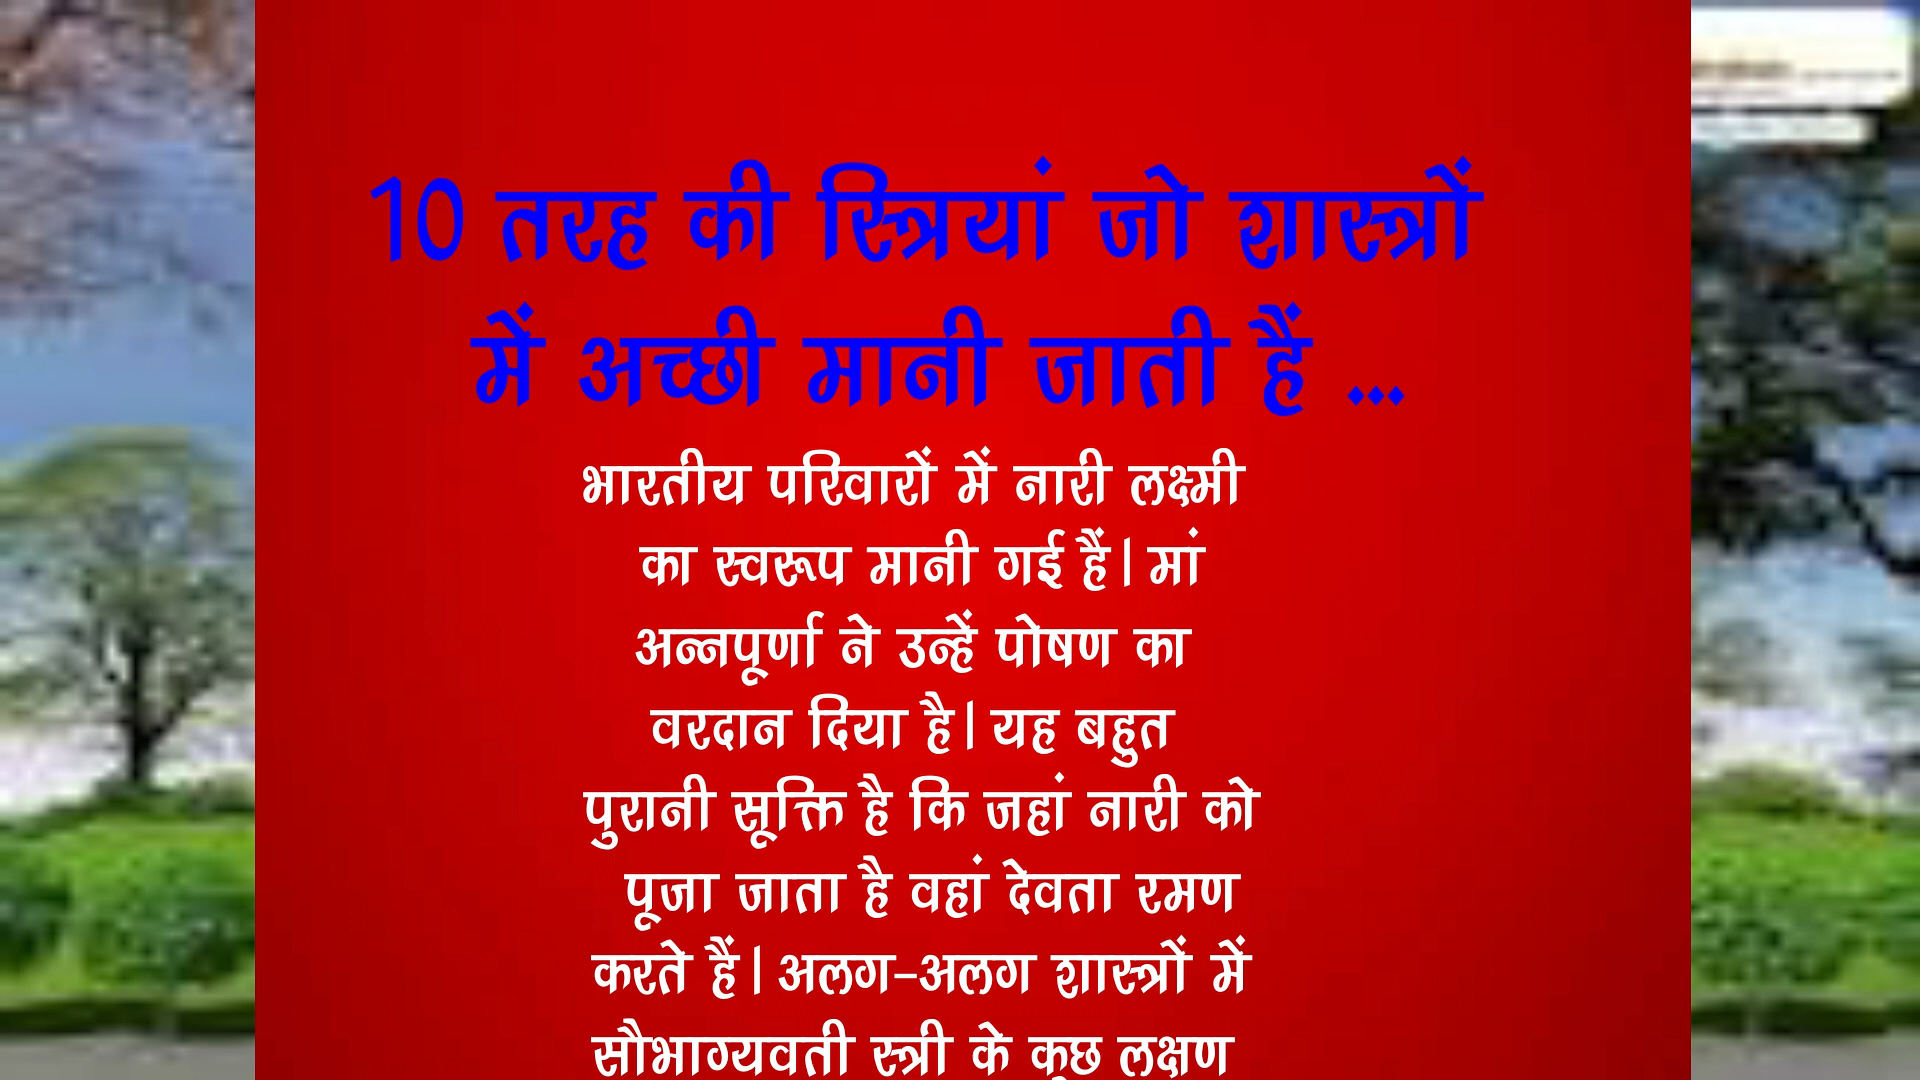 10 तरह की स्त्रियां जो शास्त्रों
में अच्छी मानी जाती हैं ...
भारतीय परिवारों में नारी लक्ष्मी
का स्वरूप मानी गई हैं। मां
अन्नपूर्णा ने उन्हें पोषण का
वरदान दिया है। यह बहुत
पुरानी सूक्ति है कि जहां नारी को
पूजा जाता है वहां देवता रमण
करते हैं। अलग-अलग शास्त्रों में
सौभाग्यवती स्त्री के कुछ लक्षण